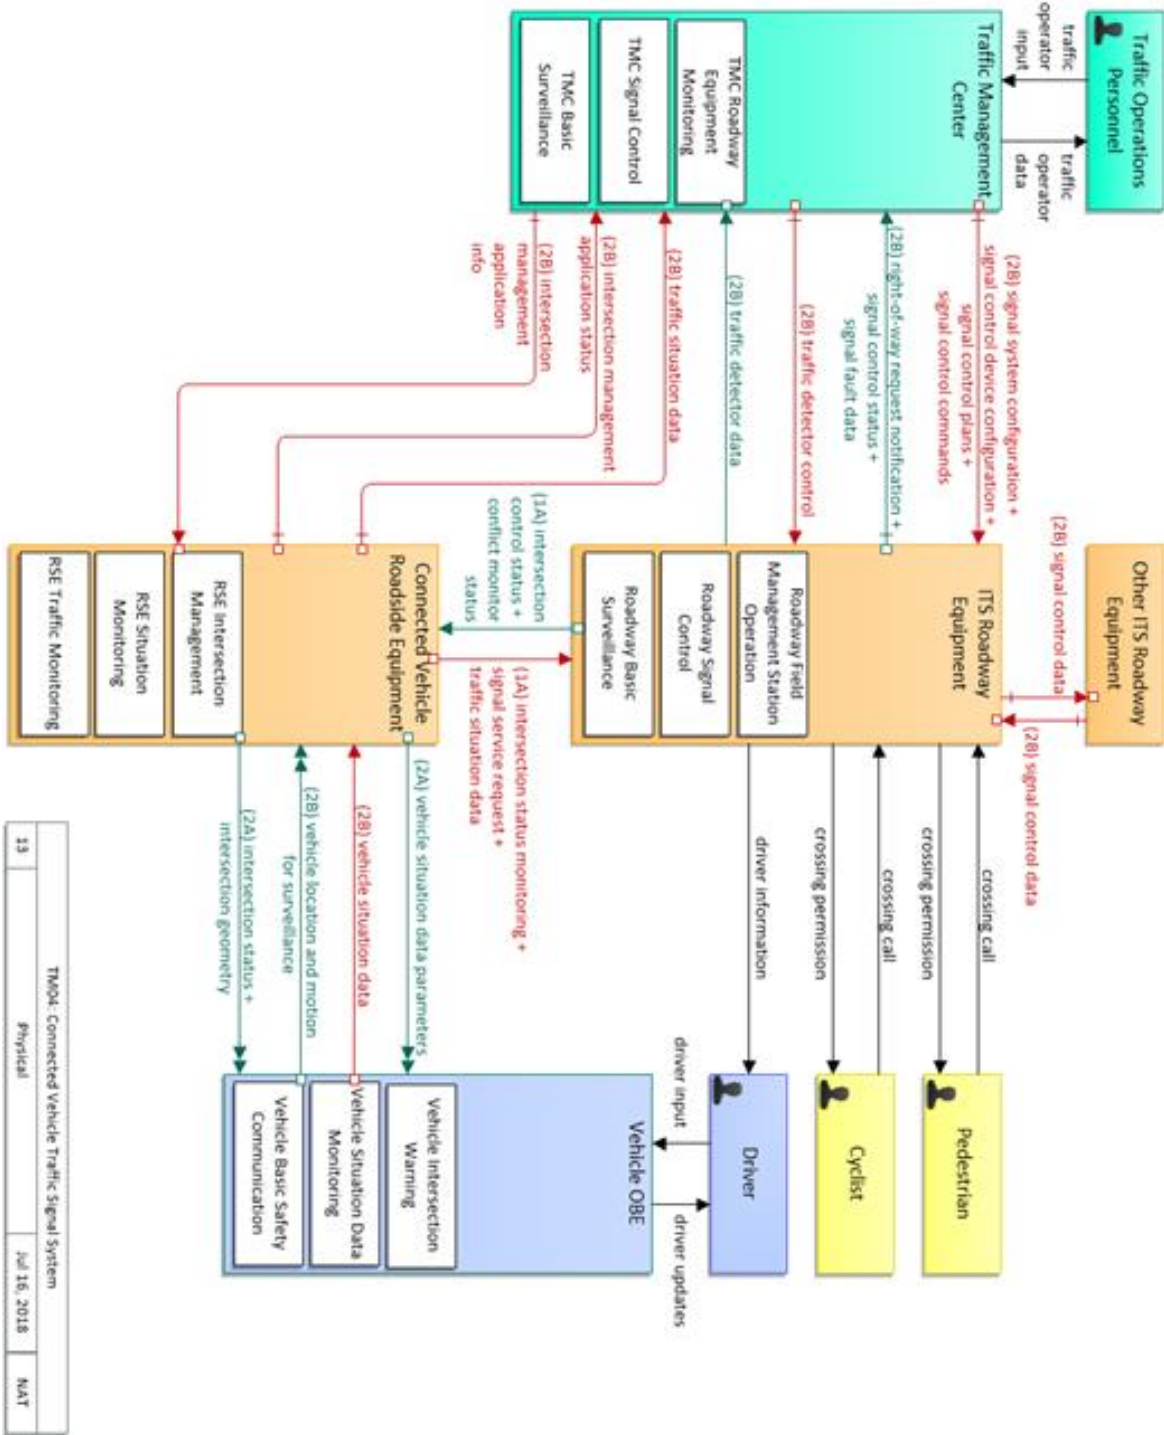 Traffic Operations
Personnel
traffic
operator
input
traffic
operator
data
Traffic Management
Center
TMC Roadway
Equipment
Monitoring
TMC Signal Control
TMC Basic
Surveillance
(2B) signal system configuration +
signal control device configuration +
signal control plans +
signal control commands
(2B) right-of-way request notification +
signal control status +
signal fault data
(2B) traffic detector control
(2B) traffic detector data
(2B) traffic situation data
(2B) intersection management
application status
(2B) intersection
management
application
info
Other ITS Roadway
Equipment
(2B) signal control data
(2B) signal control data
ITS Roadway
Equipment
Roadway Field
Management Station
Operation
Roadway Signal
Control
Roadway Basic
Surveillance
(1A) intersection
control status +
conflict monitor
status
(1A) intersection status monitoring +
signal service request +
traffic situation data
Connected Vehicle
Roadside Equipment
RSE Intersection
Management
RSE Situation
Monitoring
RSE Traffic Monitoring
crossing call
crossing permission
crossing call
crossing permission
driver information
(2A) vehicle situation data parameters
(2B) vehicle situation data
(2B) vehicle location and motion
for surveillance
(2A) intersection status +
intersection geometry
Pedestrian
Cyclist
Driver
driver input
driver updates
Vehicle OBE
Vehicle Intersection
Warning
Vehicle Situation Data
Monitoring
Vehicle Basic Safety
Communication
TM04: Connected Vehicle Traffic Signal System
13
Physical
Jul 16, 2018
NAT